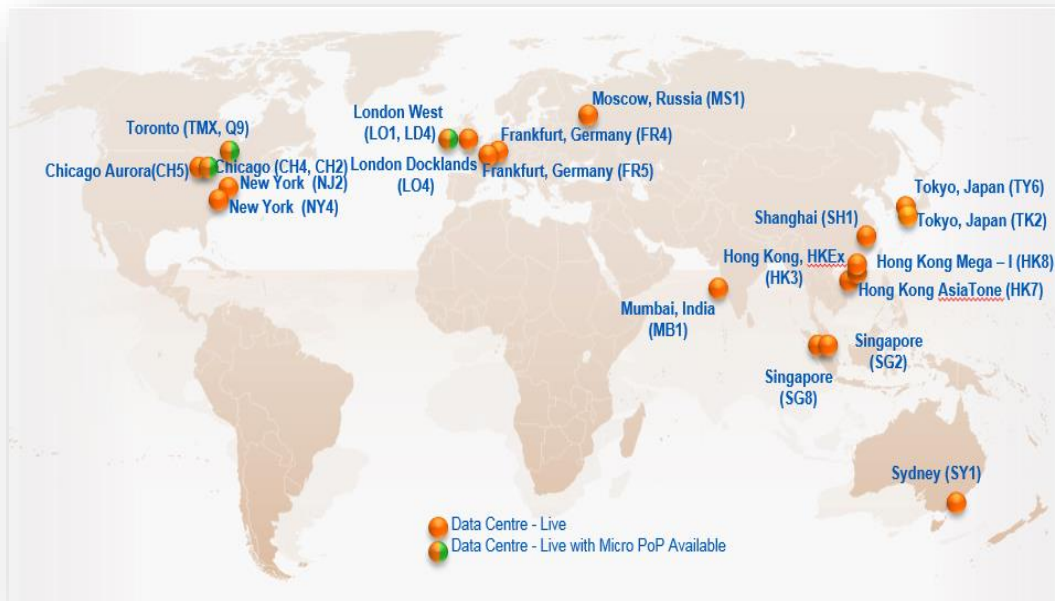 Moscow, Russia (MS1)
London West
(LO1, LD4)
Toronto (TMX, Q9)
Frankfurt, Germany (FR4)
Chicago Aurora(CH5)
Chicago (CH4, CH2)
London Docklands
(LO4)
Frankfurt, Germany (FR5)
New York (NJ2)
New York (NY4)
Tokyo, Japan (TY6)
Shanghai (SH1)
Tokyo, Japan (TK2)
Hong Kong, HKEx
(HK3)
Hong Kong Mega – I (HK8)
Hong Kong AsiaTone (HK7)
Mumbai, India
(MB1)
Singapore
(SG2)
Singapore
(SG8)
Sydney (SY1)
Data Centre - Live
Data Centre - Live with Micro PoP Available